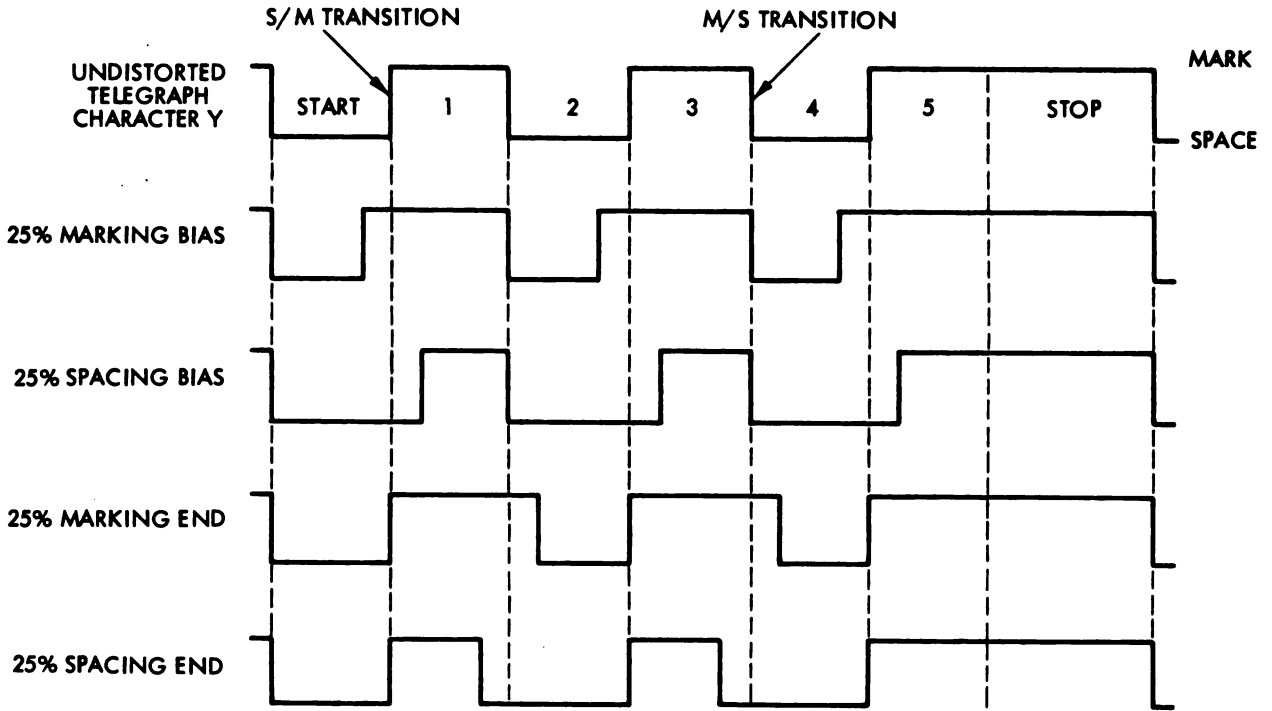 S/M TRANSITION
M/S TRANSITION
UNDISTORTED
TELEGRAPH
CHARACTER Y
START
1
2
3
4
5
STOP
MARK
SPACE
25% MARKING BIAS
25% SPACING BIAS
25% MARKING END
25% SPACING END